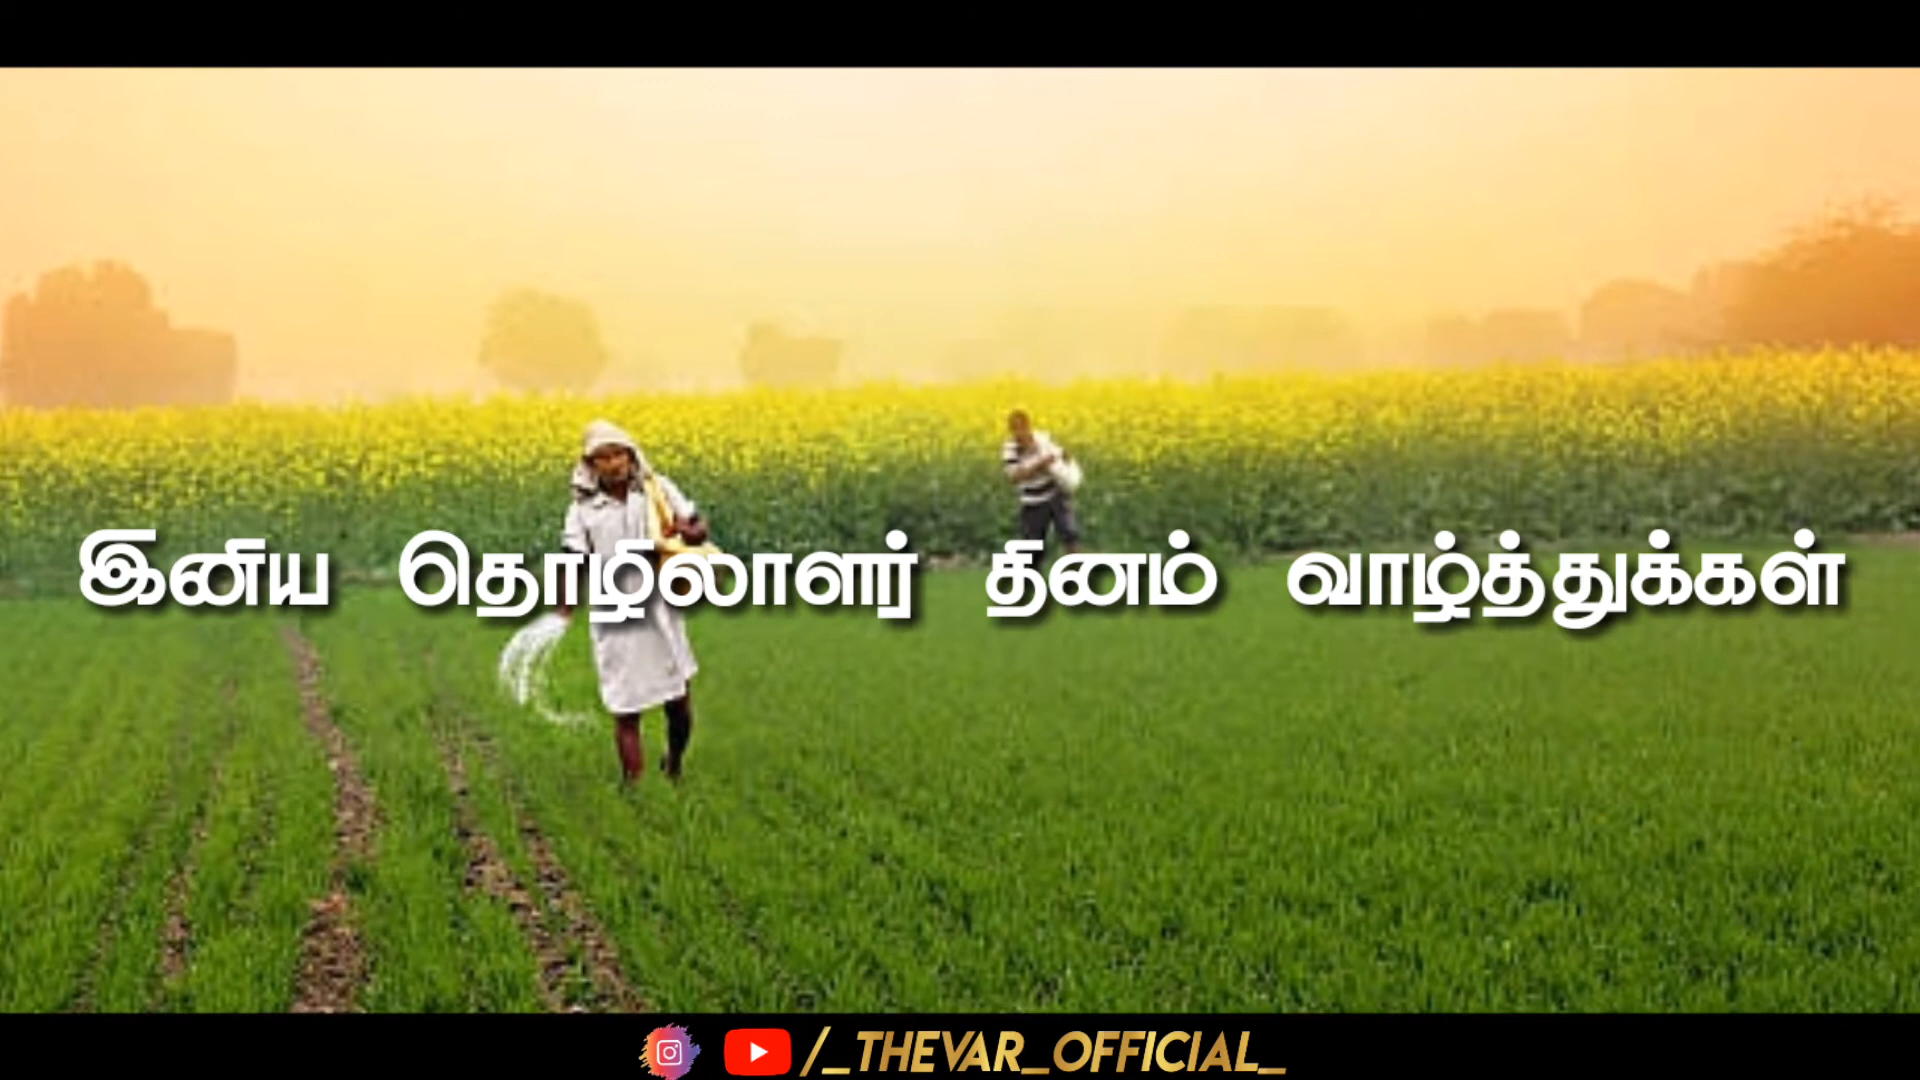 இனிய தொழிலாளர் தினம் வாழ்த்துக்கள்
/_THEVAR_OFFICIAL_